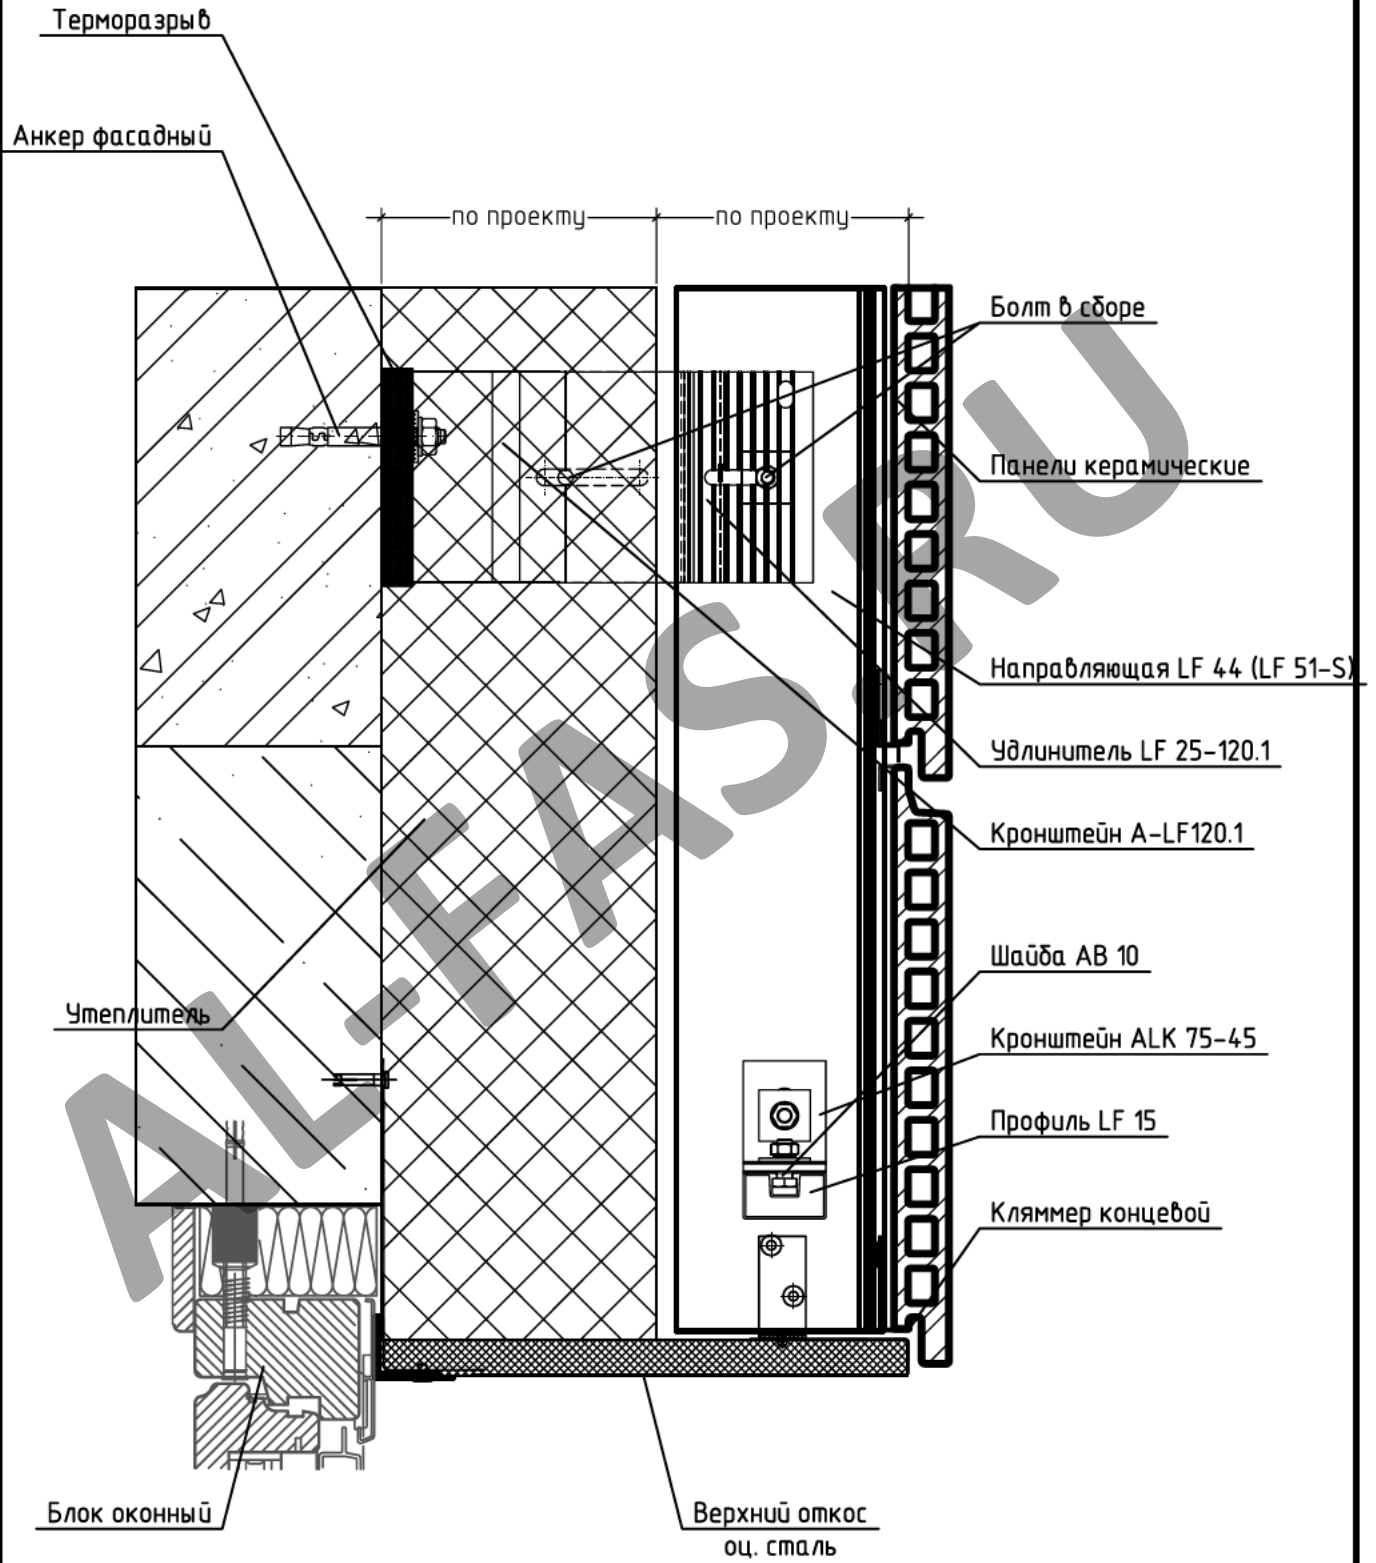 Терморазрыв
Анкер фасадный
по проекту
по проекту
Болт в сборе
Панели керамические
Направляющая LF 44 (LF 51-S)
Удлинитель LF 25-120.1
Кронштейн A-LF120.1
Шайба АВ 10
Утеплитель
Кронштейн ALK 75-45
Профиль LF 15
Кляммер концевой
Блок оконный
Верхний откос
оц. сталь
AL-FAS.RU